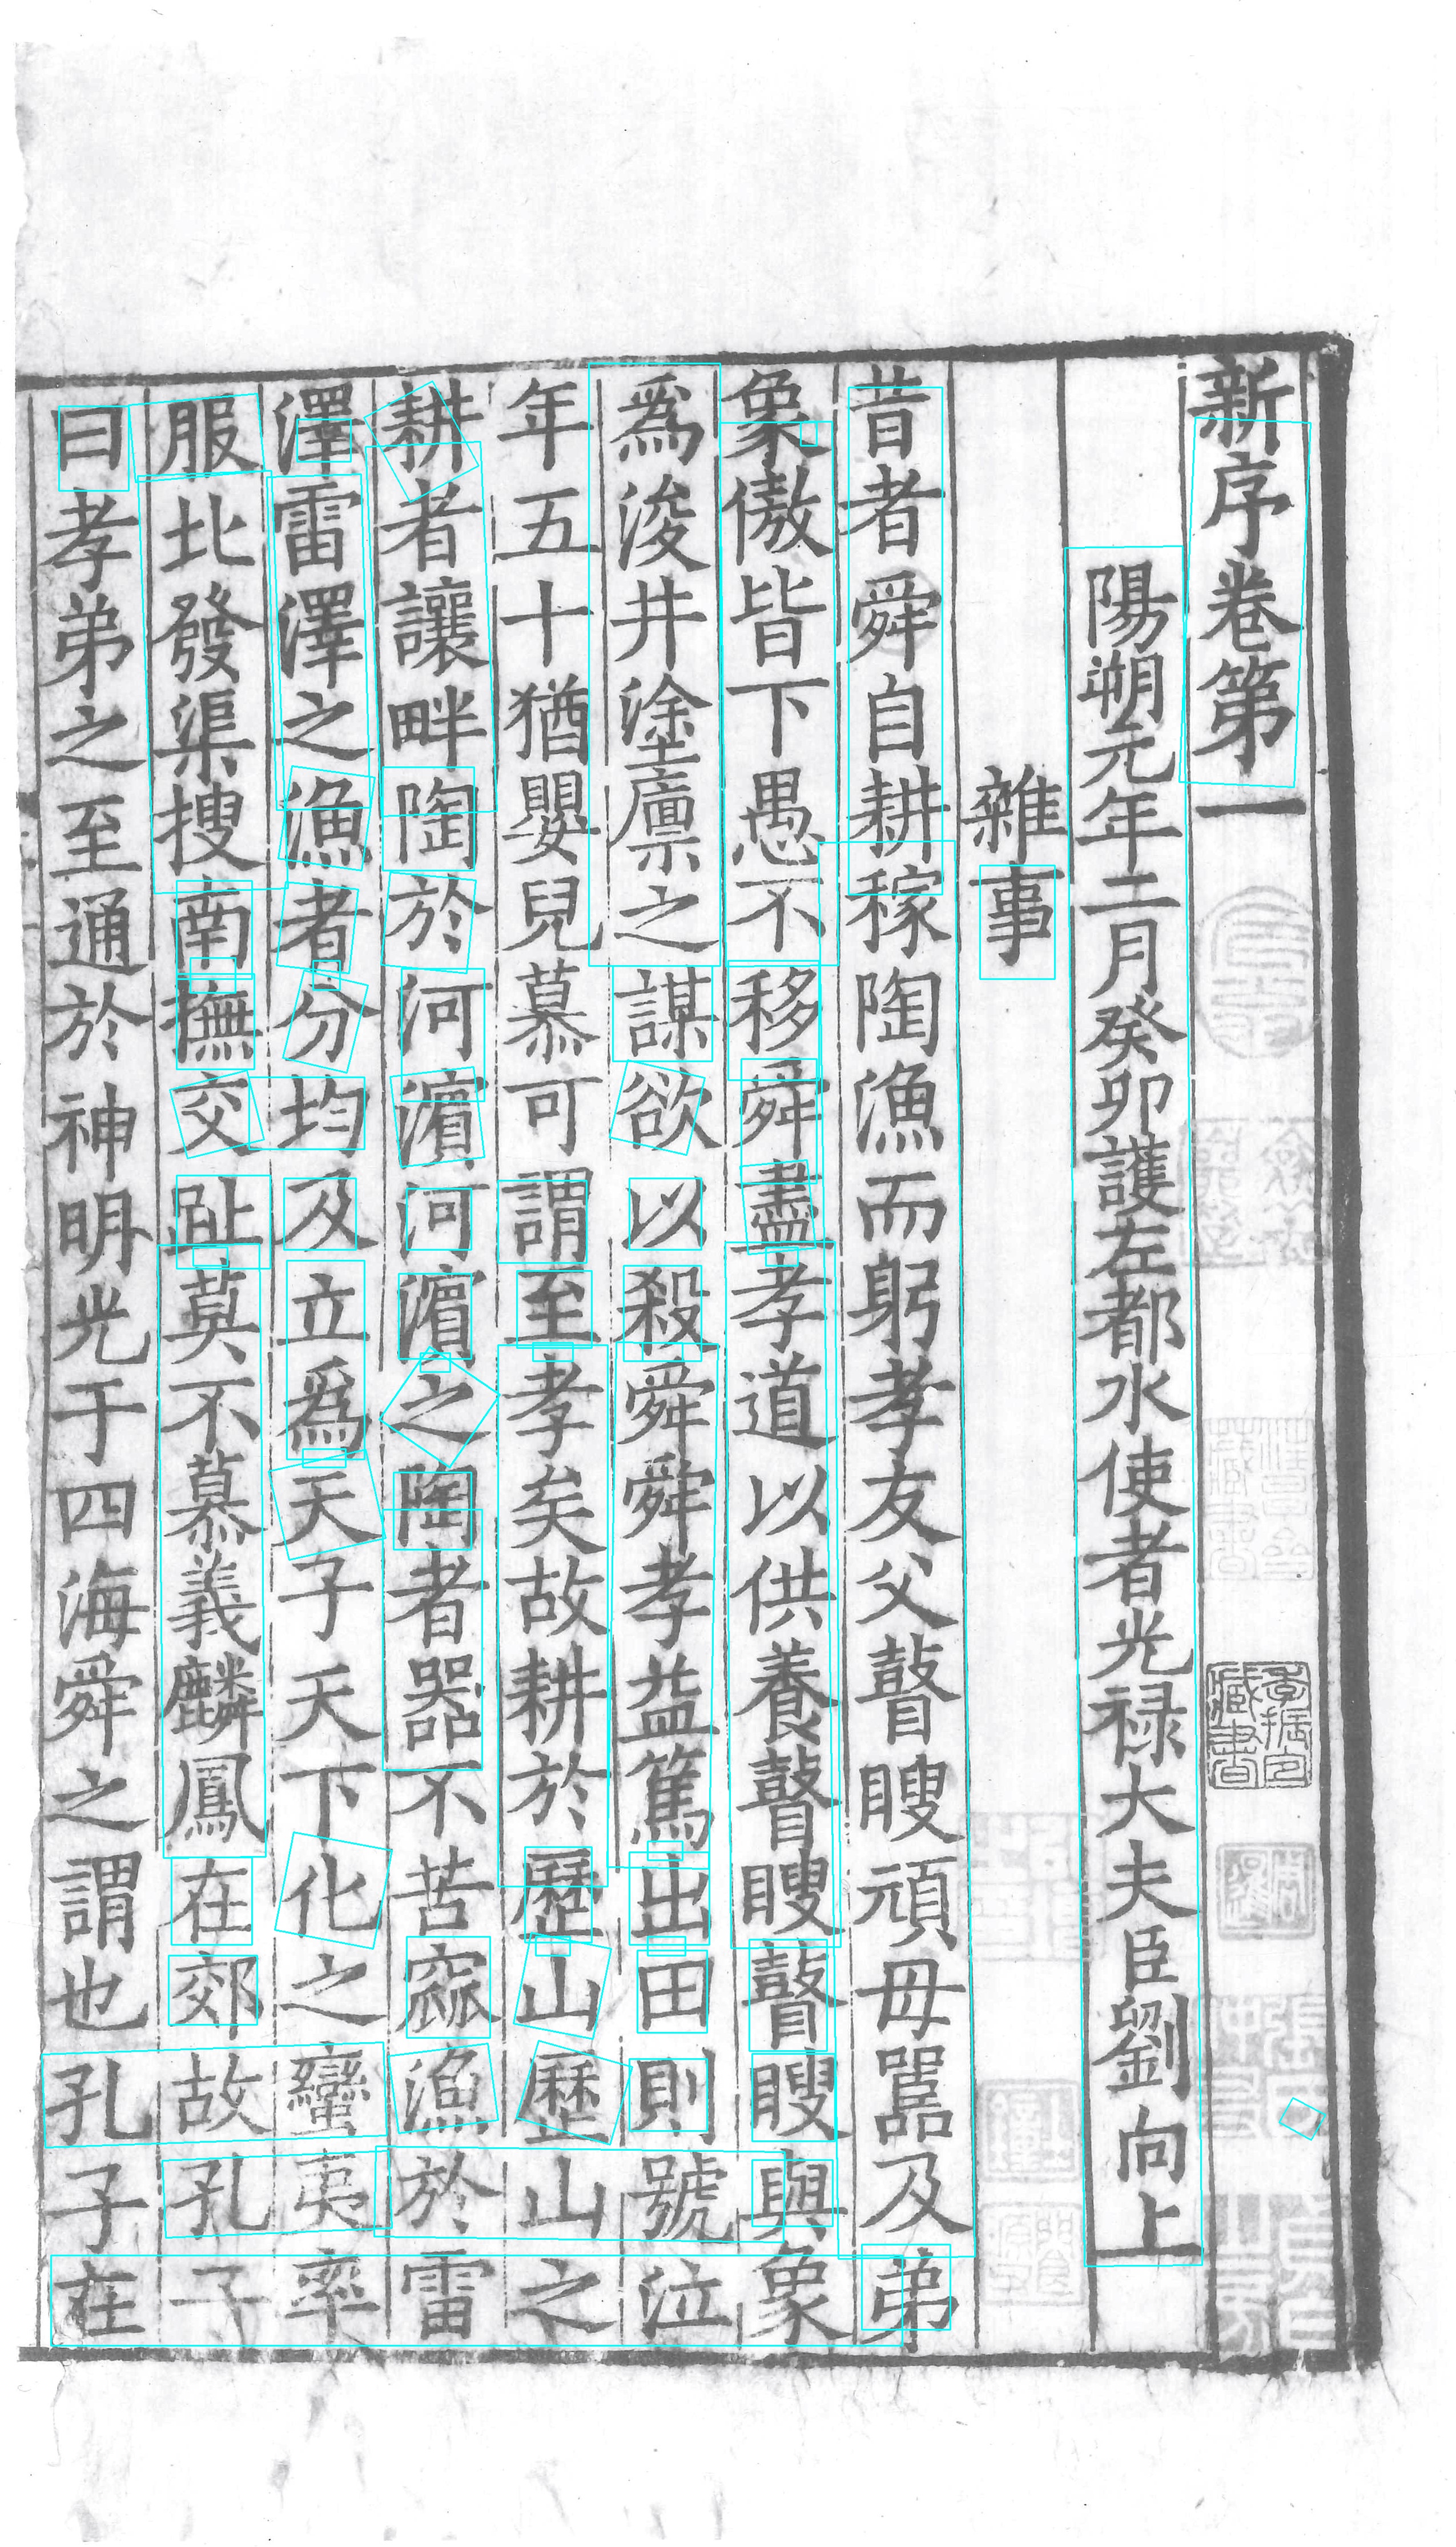 新序卷第一
陽朔元年二月癸卯護左都水使者光禄大夫臣劉向上
雜事
昔者舜自耕稼陶漁而躬孝友父瞽瞍頑母嚚及弟
象傲皆下愚不移舜盡孝道以供養瞽瞍瞽瞍與象
爲浚井塗廩之謀欲以殺舜舜孝益篤出田則號泣
年五十猶嬰兒慕可謂至孝矣故耕於歷山歷山之
耕者讓畔陶於河濵河濵之陶者器不苦窳漁於雷
澤雷澤之漁者分均及立爲天子天下化之蠻夷率
服北發渠搜南撫交趾莫不慕義麟鳳在郊故孔子
曰孝弟之至通於神明光于四海舜之謂也孔子在